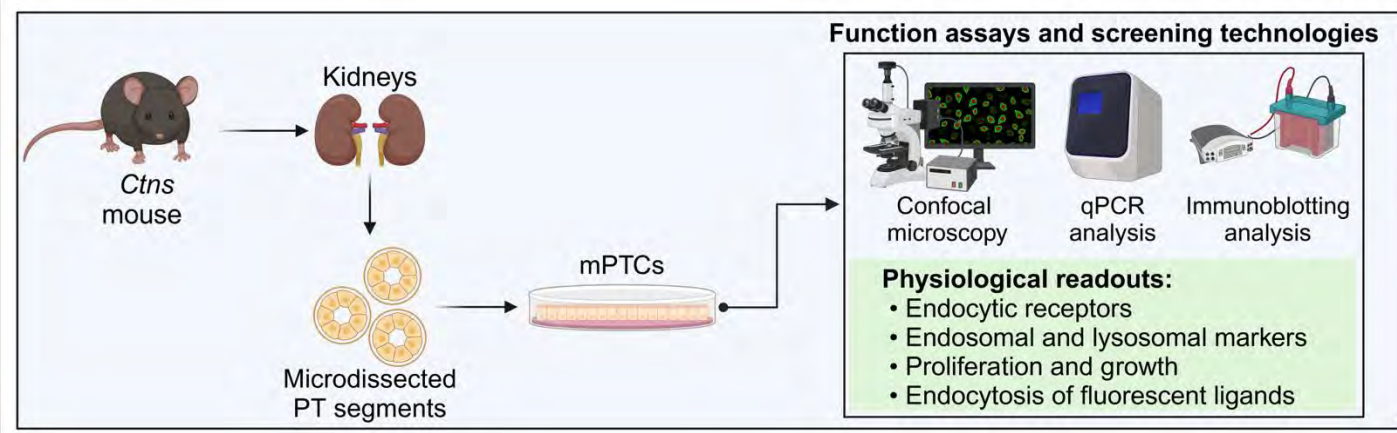 Function assays and screening technologies
Kidneys
Ctns
mouse
Confocal
microscopy
qPCR
analysis
Immunoblotting
analysis
mPTCs
Microdissected
PT segments
Physiological readouts:
• Endocytic receptors
• Endosomal and lysosomal markers
• Proliferation and growth
• Endocytosis of fluorescent ligands